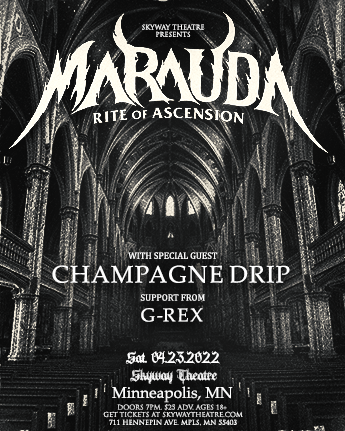 SKYWAY THEATRE
PRESENTS
MARAUDA
RITE OF ASCENSION
WITH SPECIAL GUEST
CHAMPAGNE DRIP
SUPPORT FROM
G-REX
Sat. 04.23.2022
Skyway Theatre
Minneapolis, MN
DOORS 7PM. $25 ADV. AGES 18+
GET TICKETS AT SKYWAYTHEATRE.COM
711 HENNEPIN AVE. MPLS, MN 55403